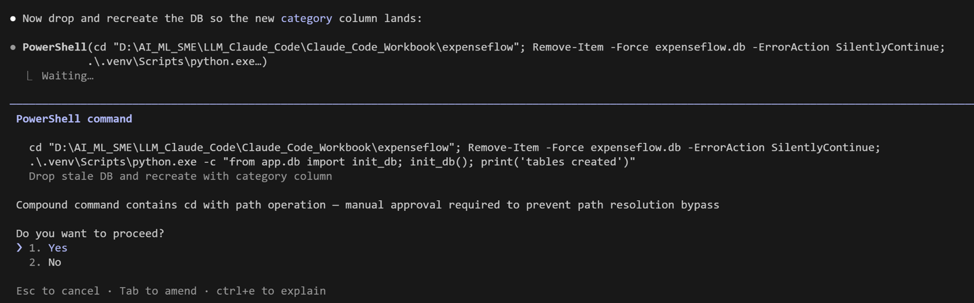 ● Now drop and recreate the DB so the new category column lands:
● PowerShell(cd "D:\AI_ML_SME\LLM_Claude_Code\Claude_Code_Workbook\expenseflow"; Remove-Item -Force expenseflow.db -ErrorAction SilentlyContinue;
.\.venv\Scripts\python.exe…)
⎿ Waiting…
PowerShell command
cd "D:\AI_ML_SME\LLM_Claude_Code\Claude_Code_Workbook\expenseflow"; Remove-Item -Force expenseflow.db -ErrorAction SilentlyContinue;
.\.venv\Scripts\python.exe -c "from app.db import init_db; init_db(); print('tables created')"
Drop stale DB and recreate with category column
Compound command contains cd with path operation — manual approval required to prevent path resolution bypass
Do you want to proceed?
❯ 1. Yes
2. No
Esc to cancel · Tab to amend · ctrl+e to explain